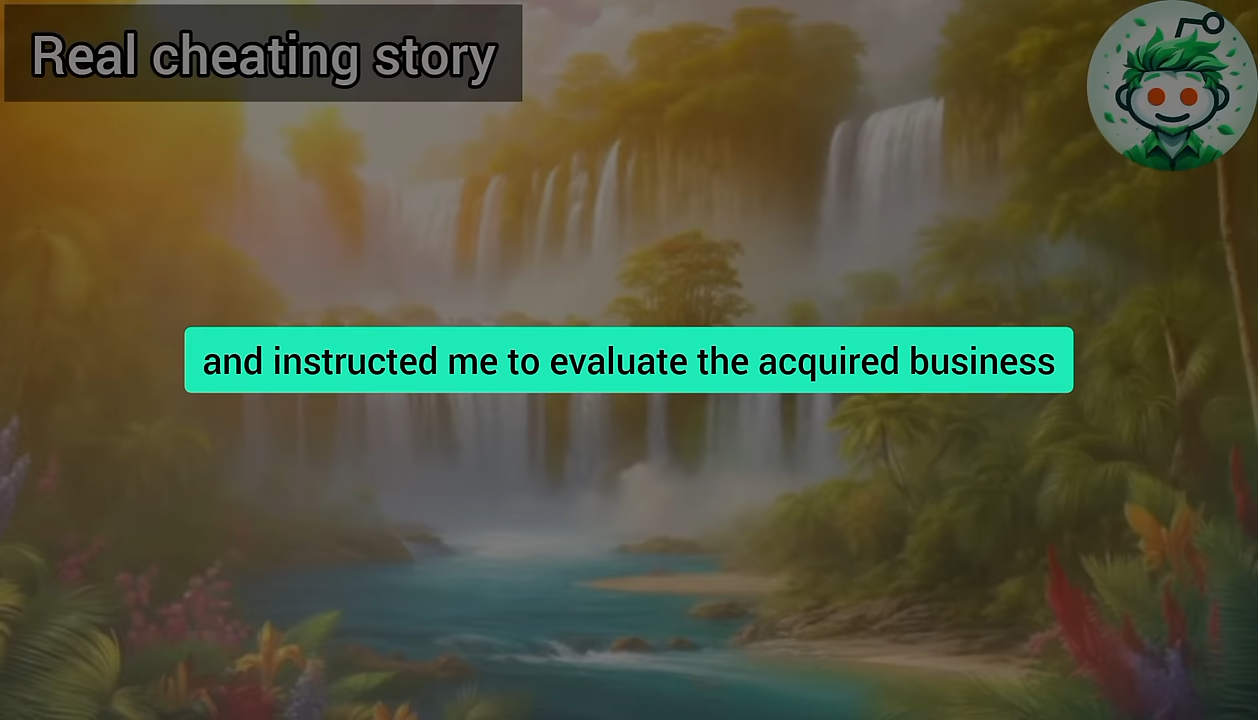 Real cheating story
and instructed me to evaluate the acquired business